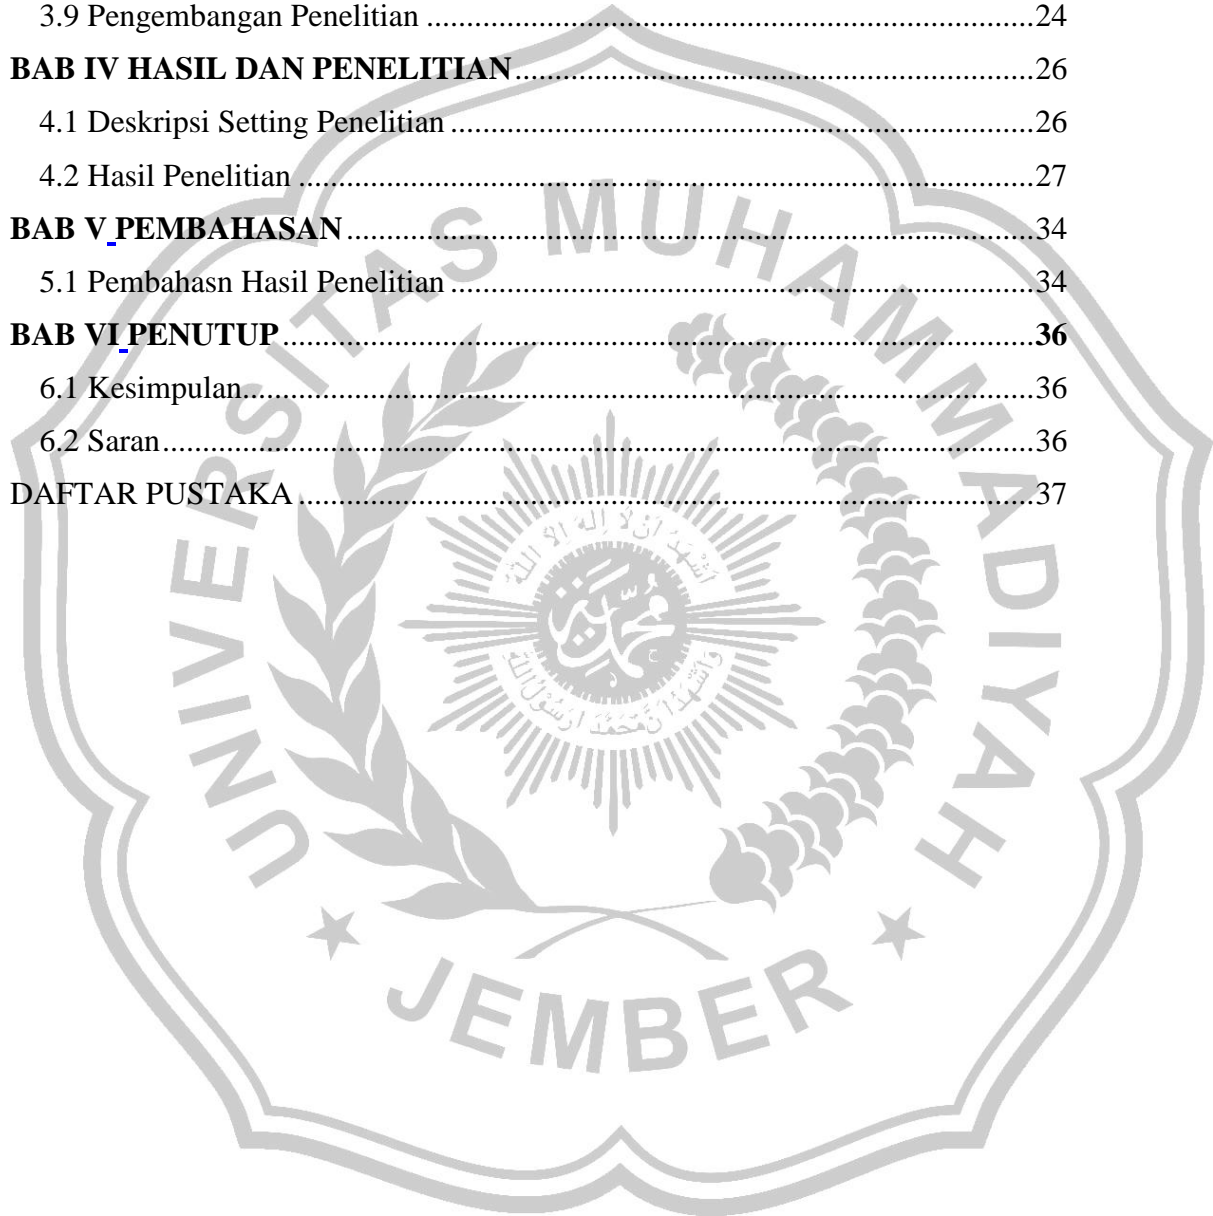 3.9 Pengembangan Penelitian ..........................................................................24
BAB IV HASIL DAN PENELITIAN...............................................................26
4.1 Deskripsi Setting Penelitian .......................................................................26
4.2 Hasil Penelitian .........................................................................................27
BAB V PEMBAHASAN...................................................................................34
5.1 Pembahasn Hasil Penelitian .......................................................................34
BAB VI PENUTUP ...........................................................................................36
6.1 Kesimpulan................................................................................................36
6.2 Saran..........................................................................................................36
DAFTAR PUSTAKA .........................................................................................37
UNIVERSITAS MUHAMMADIYAH
JEMBER